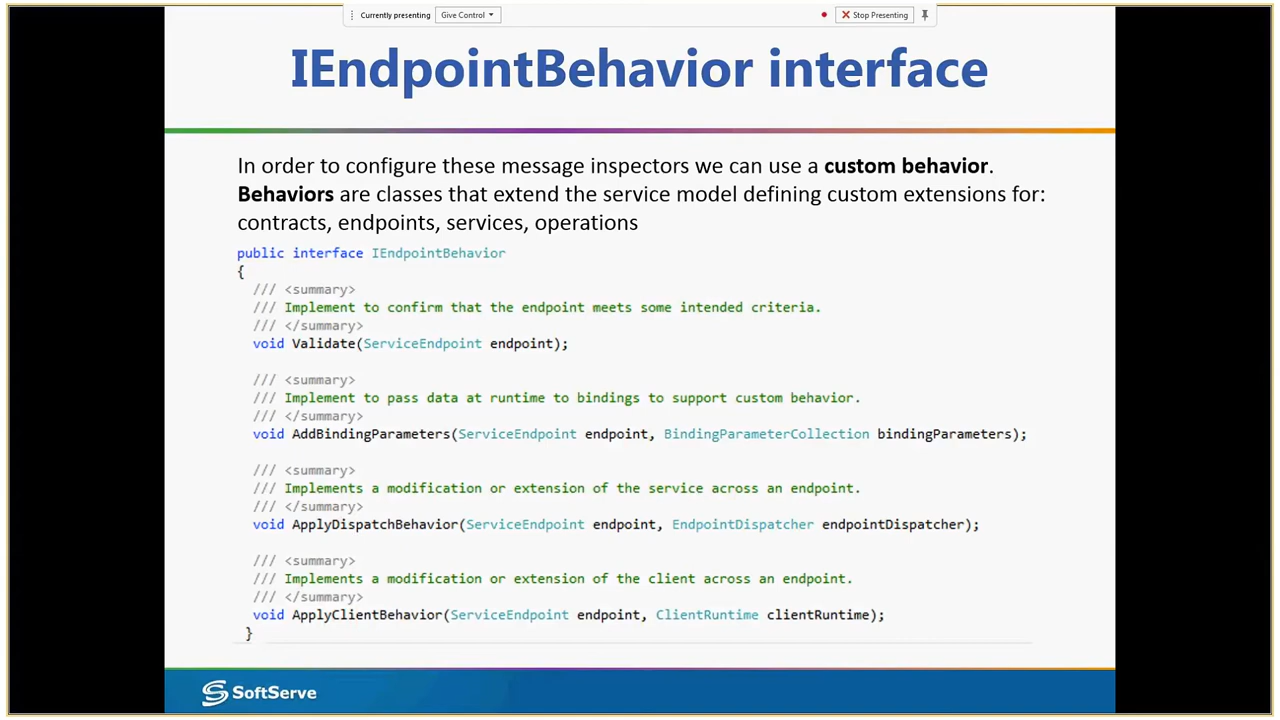 Currently presenting Give Control Stop Presenting
IEndpointBehavior interface
In order to configure these message inspectors we can use a custom behavior.
Behaviors are classes that extend the service model defining custom extensions for:
contracts, endpoints, services, operations
public interface IEndpointBehavior
{
/// <summary>
/// Implement to confirm that the endpoint meets some intended criteria.
/// </summary>
void Validate(ServiceEndpoint endpoint);
/// <summary>
/// Implement to pass data at runtime to bindings to support custom behavior.
/// </summary>
void AddBindingParameters(ServiceEndpoint endpoint, BindingParameterCollection bindingParameters);
/// <summary>
/// Implements a modification or extension of the service across an endpoint.
/// </summary>
void ApplyDispatchBehavior(ServiceEndpoint endpoint, EndpointDispatcher endpointDispatcher);
/// <summary>
/// Implements a modification or extension of the client across an endpoint.
/// </summary>
void ApplyClientBehavior(ServiceEndpoint endpoint, ClientRuntime clientRuntime);
}
SoftServe